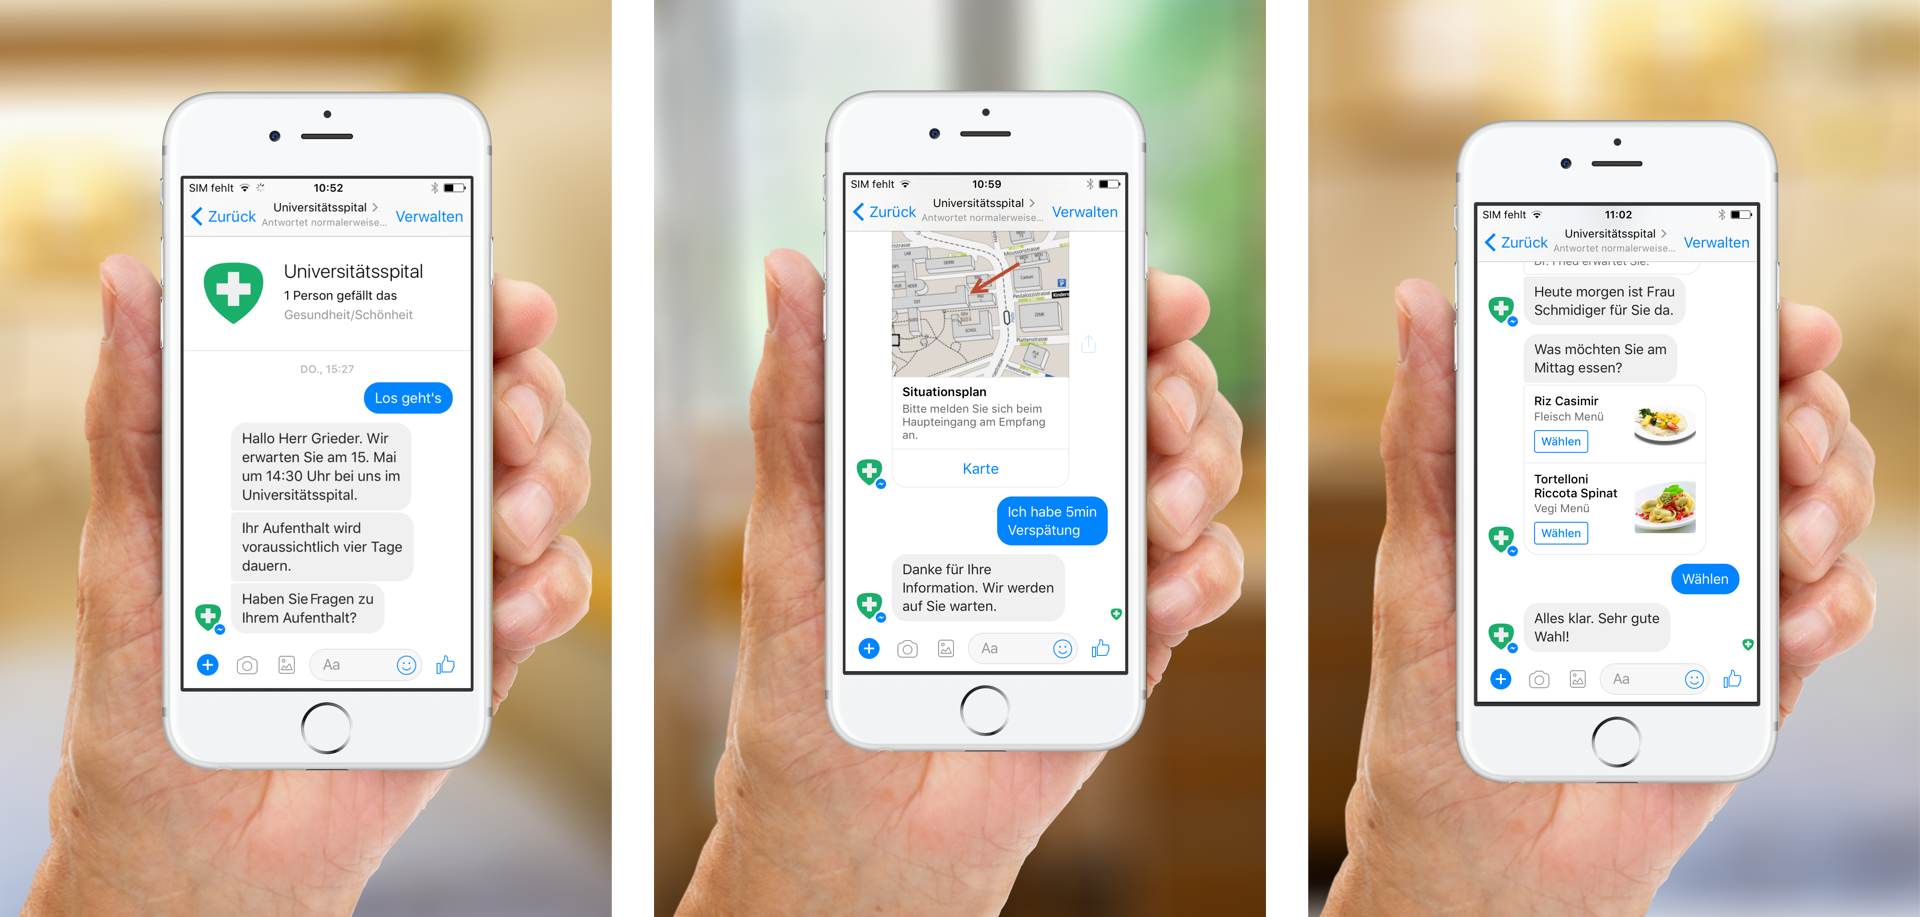 SIM fehlt
10:52
Zurück
Universitätsspital
Antwortet normalerweise...
Verwalten
Universitätsspital
1 Person gefällt das
Gesundheit/Schönheit
DO., 15:27
Los geht's
Hallo Herr Grieder. Wir
erwarten Sie am 15. Mai
um 14:30 Uhr bei uns im
Universitätsspital.
Ihr Aufenthalt wird
voraussichtlich vier Tage
dauern.
Haben Sie Fragen zu
Ihrem Aufenthalt?
Aa
SIM fehlt
10:59
Zurück
Universitätsspital
Antwortet normalerweise...
Verwalten
Situationsplan
Bitte melden Sie sich beim
Haupteingang am Empfang
an.
Karte
Ich habe 5min
Verspätung
Danke für Ihre
Information. Wir werden
auf Sie warten.
Aa
SIM fehlt
11:02
Zurück
Universitätsspital
Antwortet normalerweise...
Verwalten
Dr. Fried erwartet Sie.
Heute morgen ist Frau
Schmidiger für Sie da.
Was möchten Sie am
Mittag essen?
Riz Casimir
Fleisch Menü
Wählen
Tortelloni
Riccota Spinat
Vegi Menü
Wählen
Wählen
Alles klar. Sehr gute
Wahl!
Aa